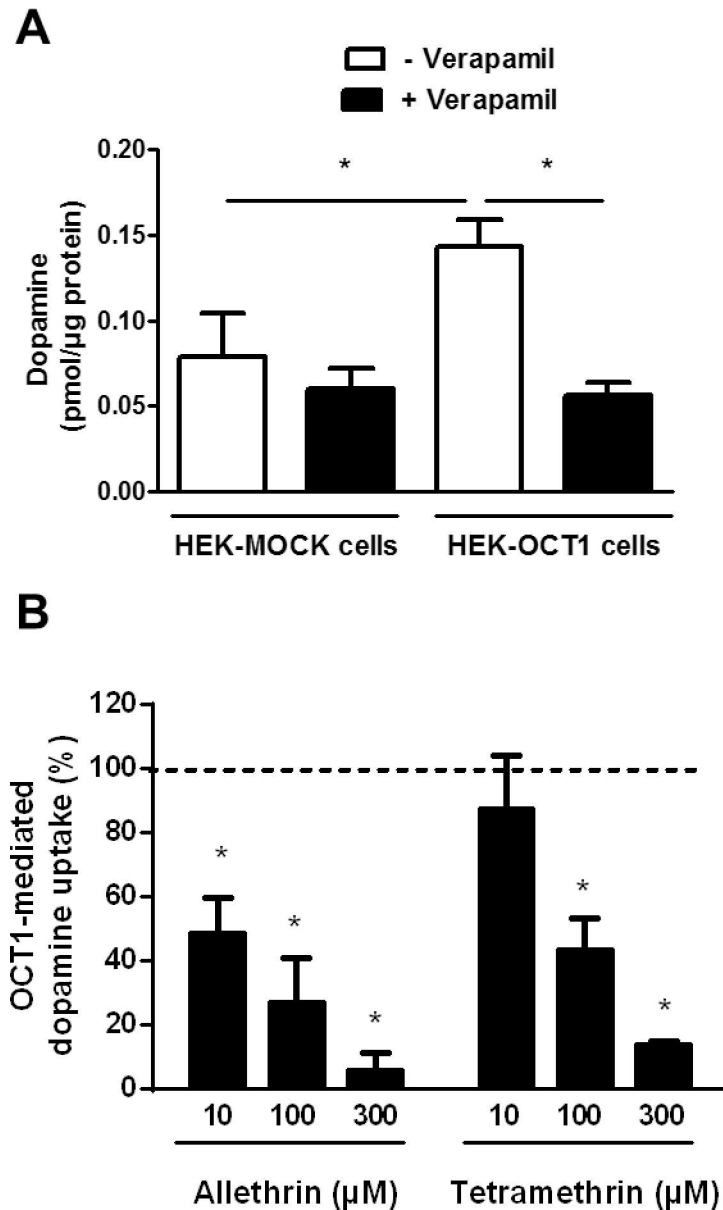 A
- Verapamil
+ Verapamil
Dopamine
(pmol/µg protein)
0.20
0.15
0.10
0.05
0.00
*
*
HEK-MOCK cells
HEK-OCT1 cells
B
OCT1-mediated
dopamine uptake (%)
120
100
80
60
40
20
0
*
*
*
*
*
10 100 300 10 100 300
Allethrin (µM) Tetramethrin (µM)